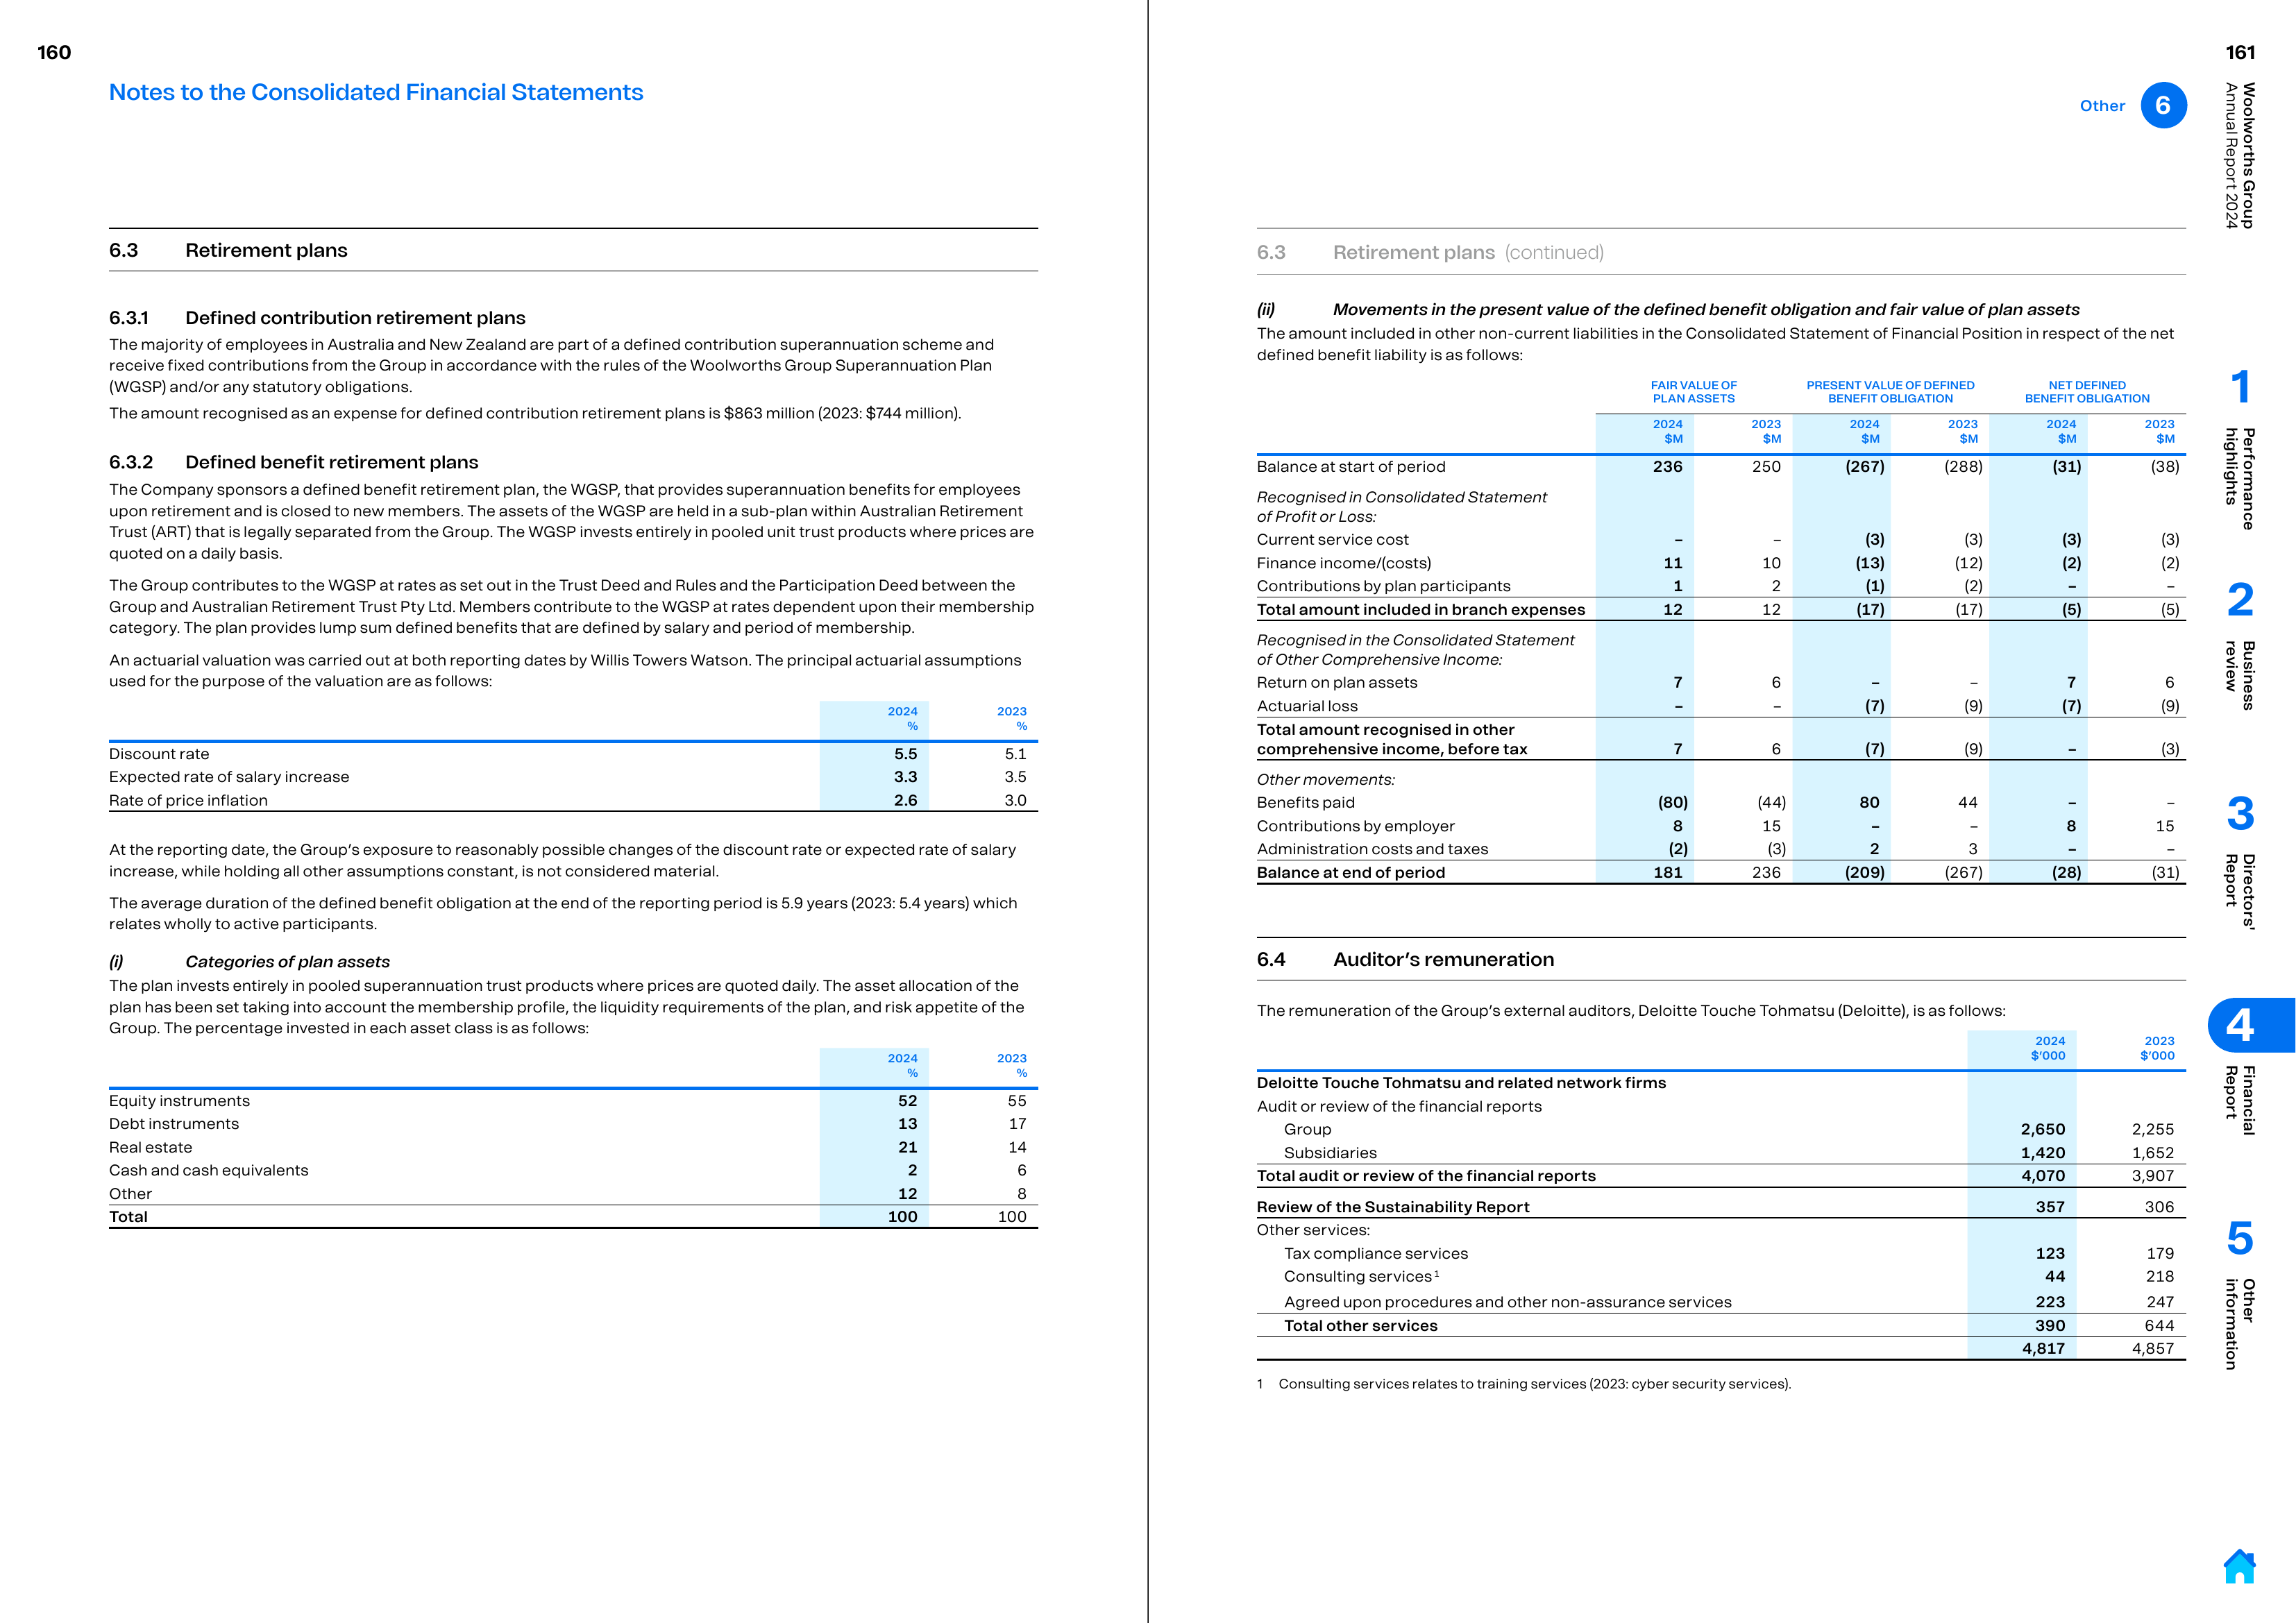 160
Notes to the Consolidated Financial Statements
6.3 Retirement plans
6.3.1 Defined contribution retirement plans
The majority of employees in Australia and New Zealand are part of a defined contribution superannuation scheme and
receive fixed contributions from the Group in accordance with the rules of the Woolworths Group Superannuation Plan
(WGSP) and/or any statutory obligations.
The amount recognised as an expense for defined contribution retirement plans is $863 million (2023: $744 million).
6.3.2 Defined benefit retirement plans
The Company sponsors a defined benefit retirement plan, the WGSP, that provides superannuation benefits for employees
upon retirement and is closed to new members. The assets of the WGSP are held in a sub-plan within Australian Retirement
Trust (ART) that is legally separated from the Group. The WGSP invests entirely in pooled unit trust products where prices are
quoted on a daily basis.
The Group contributes to the WGSP at rates as set out in the Trust Deed and Rules and the Participation Deed between the
Group and Australian Retirement Trust Pty Ltd. Members contribute to the WGSP at rates dependent upon their membership
category. The plan provides lump sum defined benefits that are defined by salary and period of membership.
An actuarial valuation was carried out at both reporting dates by Willis Towers Watson. The principal actuarial assumptions
used for the purpose of the valuation are as follows:
2024 2023
% %
Discount rate 5.5 5.1
Expected rate of salary increase 3.3 3.5
Rate of price inflation 2.6 3.0
At the reporting date, the Group's exposure to reasonably possible changes of the discount rate or expected rate of salary
increase, while holding all other assumptions constant, is not considered material.
The average duration of the defined benefit obligation at the end of the reporting period is 5.9 years (2023: 5.4 years) which
relates wholly to active participants.
(i) Categories of plan assets
The plan invests entirely in pooled superannuation trust products where prices are quoted daily. The asset allocation of the
plan has been set taking into account the membership profile, the liquidity requirements of the plan, and risk appetite of the
Group. The percentage invested in each asset class is as follows:
2024 2023
% %
Equity instruments 52 55
Debt instruments 13 17
Real estate 21 14
Cash and cash equivalents 2 6
Other 12 8
Total 100 100
161
Other 6
6.3 Retirement plans (continued)
(ii) Movements in the present value of the defined benefit obligation and fair value of plan assets
The amount included in other non-current liabilities in the Consolidated Statement of Financial Position in respect of the net
defined benefit liability is as follows:
FAIR VALUE OF PRESENT VALUE OF DEFINED NET DEFINED
PLAN ASSETS BENEFIT OBLIGATION BENEFIT OBLIGATION
2024 2023 2024 2023 2024 2023
$M $M $M $M $M $M
Balance at start of period 236 250 (267) (288) (31) (38)
Recognised in Consolidated Statement
of Profit or Loss:
Current service cost – – (3) (3) (3) (3)
Finance income/(costs) 11 10 (13) (12) (2) (2)
Contributions by plan participants 1 2 (1) (2) – –
Total amount included in branch expenses 12 12 (17) (17) (5) (5)
Recognised in the Consolidated Statement
of Other Comprehensive Income:
Return on plan assets 7 6 – – 7 6
Actuarial loss – – (7) (9) (7) (9)
Total amount recognised in other
comprehensive income, before tax 7 6 (7) (9) – (3)
Other movements:
Benefits paid (80) (44) 80 44 – –
Contributions by employer 8 15 – – 8 15
Administration costs and taxes (2) (3) 2 3 – –
Balance at end of period 181 236 (209) (267) (28) (31)
6.4 Auditor's remuneration
The remuneration of the Group's external auditors, Deloitte Touche Tohmatsu (Deloitte), is as follows:
2024 2023
$'000 $'000
Deloitte Touche Tohmatsu and related network firms
Audit or review of the financial reports
Group 2,650 2,255
Subsidiaries 1,420 1,652
Total audit or review of the financial reports 4,070 3,907
Review of the Sustainability Report 357 306
Other services:
Tax compliance services 123 179
Consulting services 1 44 218
Agreed upon procedures and other non-assurance services 223 247
Total other services 390 644
4,817 4,857
1 Consulting services relates to training services (2023: cyber security services).
Woolworths Group
Annual Report 2024
1
Performance
highlights
2
Business
review
3
Directors'
Report
4
Financial
Report
5
Other
information